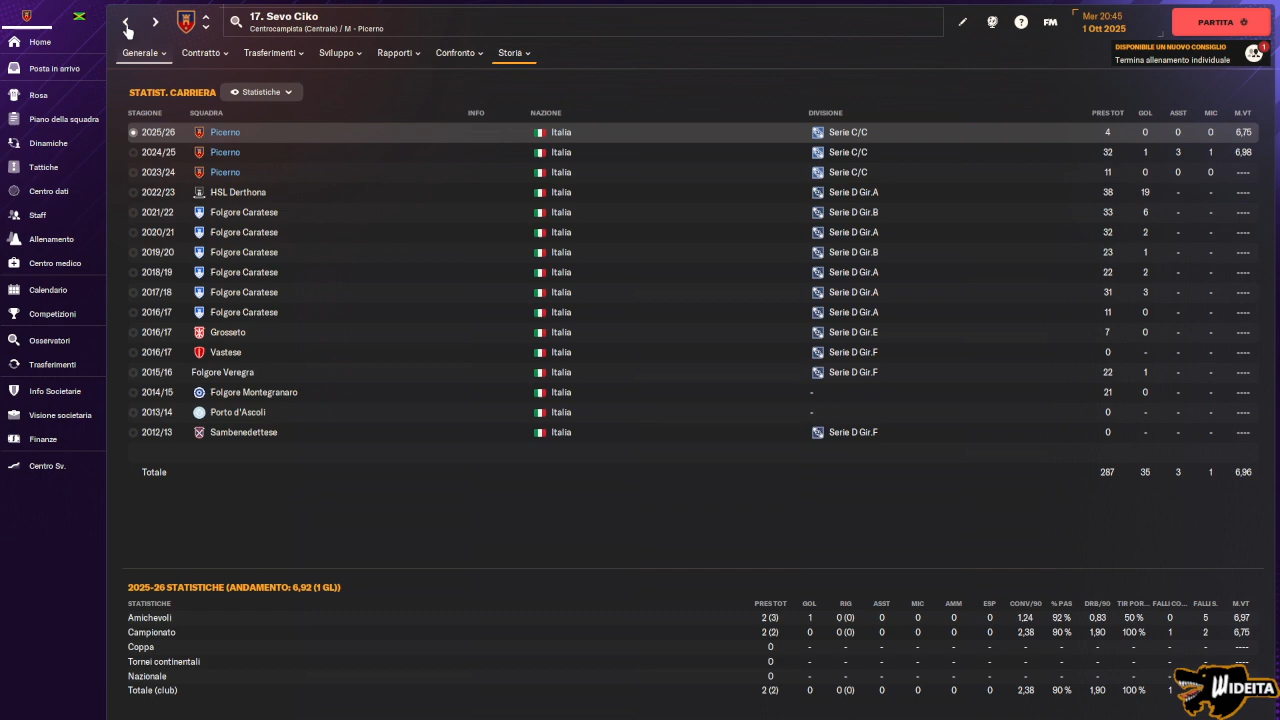 17. Sevo Ciko
Centrocampista (Centrale) / M - Picerno
FM
Mer 20:45
1 Ott 2025
PARTITA
DISPONIBILE UN NUOVO CONSIGLIO
Termina allenamento individuale
1
Generale
Contratto
Trasferimenti
Sviluppo
Rapporti
Confronto
Storia
Home
Posta in arrivo
Rosa
Piano della squadra
Dinamiche
Tattiche
Centro dati
Staff
Allenamento
Centro medico
Calendario
Competizioni
Osservatori
Trasferimenti
Info Societarie
Visione societaria
Finanze
Centro Sv.
STATIST. CARRIERA Statistiche
STAGIONE SQUADRA INFO NAZIONE DIVISIONE PRES TOT GOL ASST MIC M.VT
2025/26 Picerno Italia Serie C/C 4 0 0 0 6,75
2024/25 Picerno Italia Serie C/C 32 1 3 1 6,98
2023/24 Picerno Italia Serie C/C 11 0 0 0 ----
2022/23 HSL Derthona Italia Serie D Gir.A 38 19 - - ----
2021/22 Folgore Caratese Italia Serie D Gir.B 33 6 - - ----
2020/21 Folgore Caratese Italia Serie D Gir.A 32 2 - - ----
2019/20 Folgore Caratese Italia Serie D Gir.B 23 1 - - ----
2018/19 Folgore Caratese Italia Serie D Gir.A 22 2 - - ----
2017/18 Folgore Caratese Italia Serie D Gir.A 31 3 - - ----
2016/17 Folgore Caratese Italia Serie D Gir.A 11 0 - - ----
2016/17 Grosseto Italia Serie D Gir.E 7 0 - - ----
2016/17 Vastese Italia Serie D Gir.F 0 - - - ----
2015/16 Folgore Veregra Italia Serie D Gir.F 22 1 - - ----
2014/15 Folgore Montegranaro Italia - 21 0 - - ----
2013/14 Porto d'Ascoli Italia - 0 - - - ----
2012/13 Sambenedettese Italia Serie D Gir.F 0 - - - ----
Totale 287 35 3 1 6,96
2025-26 STATISTICHE (ANDAMENTO: 6,92 (1 GL))
STATISTICHE PRES TOT GOL RIG ASST MIC AMM ESP CONV/90 % PAS DRB/90 TIR POR... FALLI CO... FALLI S. M.VT
Amichevoli 2 (3) 1 0 (0) 0 0 0 0 1,24 92 % 0,83 50 % 0 5 6,97
Campionato 2 (2) 0 0 (0) 0 0 0 0 2,38 90 % 1,90 100 % 1 2 6,75
Coppa 0 - - - - - - - - - - - - ----
Tornei continentali 0 - - - - - - - - - - - - ----
Nazionale 0 - - - - - - - - - - - -
Totale (club) 2 (2) 0 0 (0) 0 0 0 0 2,38 90 % 1,90 100 % 1
WIDEITA